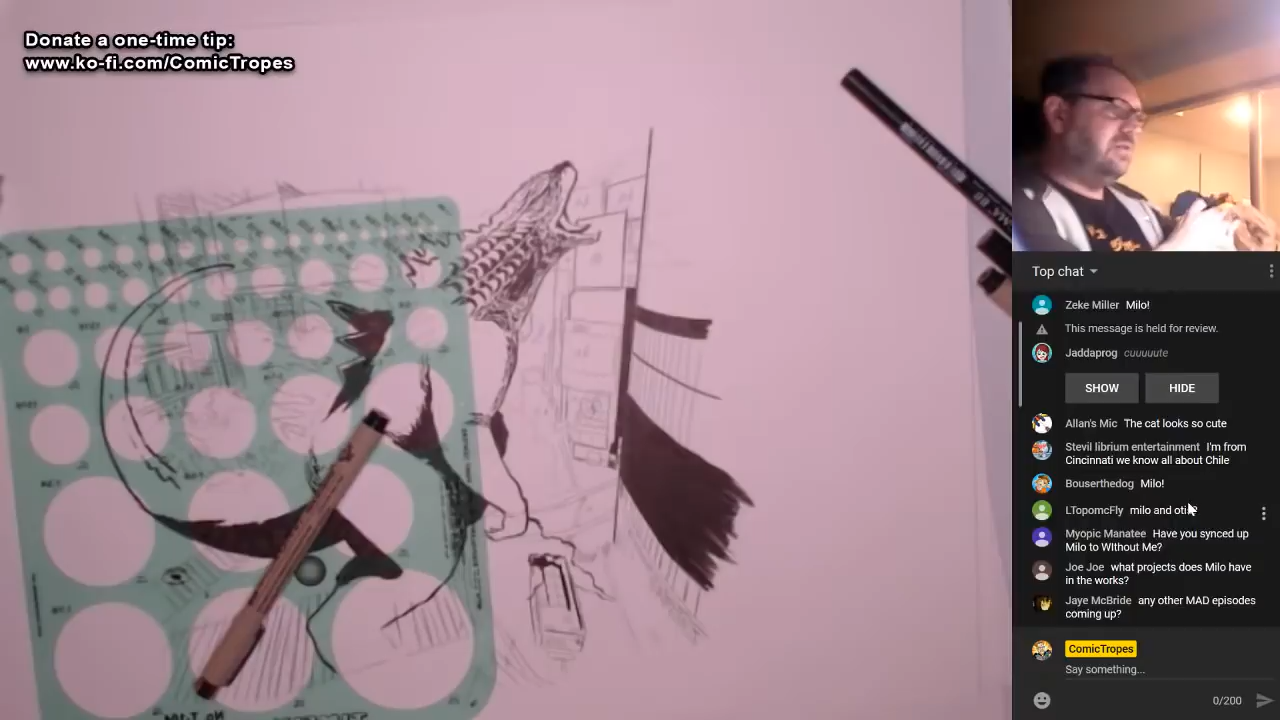 Donate a one-time tip:
www.ko-fi.com/ComicTropes
Top chat
Zeke Miller Milo!
This message is held for review.
Jaddaprog cuuuuute
SHOW HIDE
Allan's Mic The cat looks so cute
Stevil librium entertainment I'm from
Cincinnati we know all about Chile
Bouserthedog Milo!
LTopomcFly milo and otis?
Myopic Manatee Have you synced up
Milo to WIthout Me?
Joe Joe what projects does Milo have
in the works?
Jaye McBride any other MAD episodes
coming up?
ComicTropes
Say something...
0/200